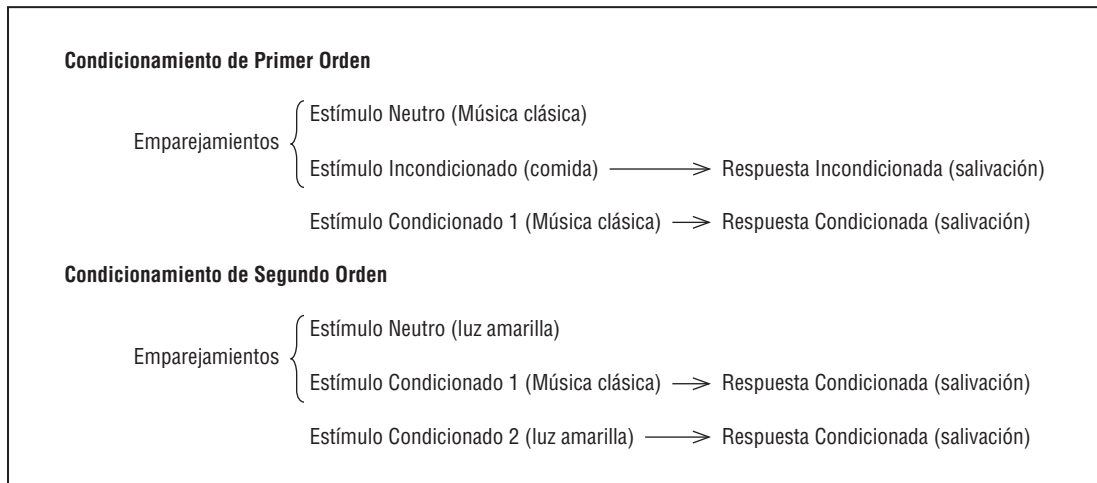 Condicionamiento de Primer Orden
Estímulo Neutro (Música clásica)
Emparejamientos
Estímulo Incondicionado (comida) Respuesta Incondicionada (salivación)
Estímulo Condicionado 1 (Música clásica) Respuesta Condicionada (salivación)
Condicionamiento de Segundo Orden
Estímulo Neutro (luz amarilla)
Emparejamientos
Estímulo Condicionado 1 (Música clásica) Respuesta Condicionada (salivación)
Estímulo Condicionado 2 (luz amarilla) Respuesta Condicionada (salivación)